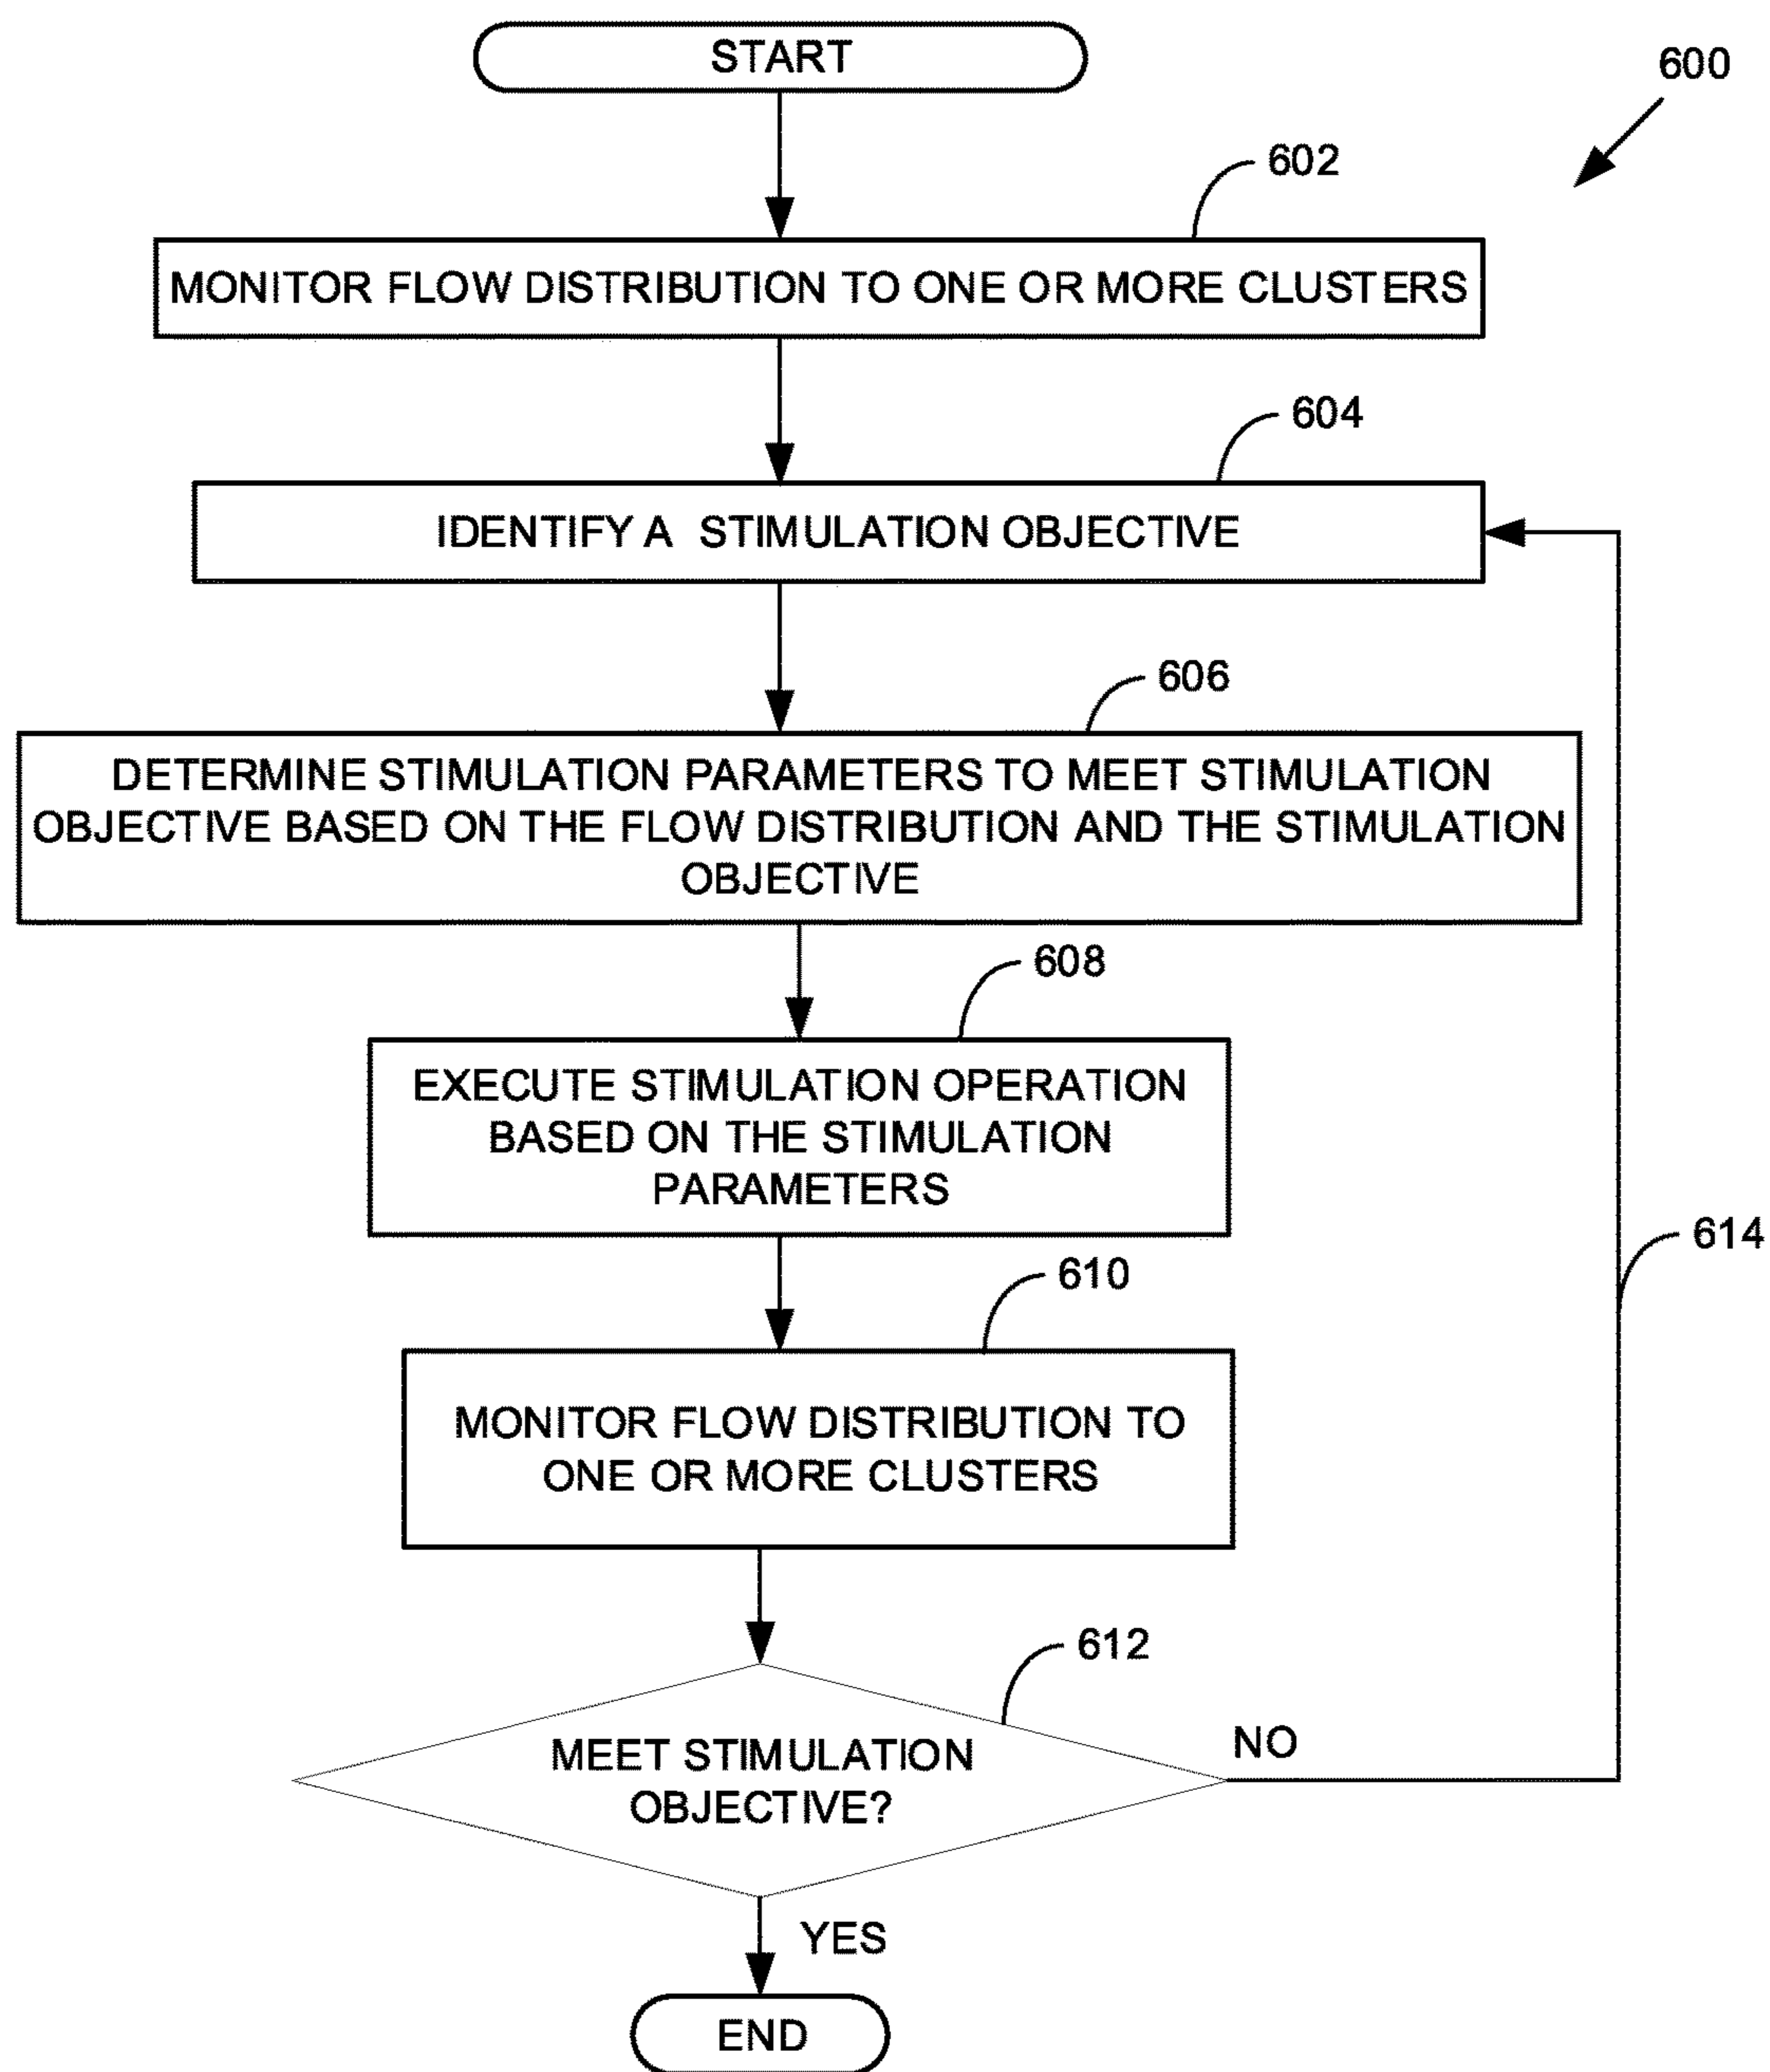 START
600
602
MONITOR FLOW DISTRIBUTION TO ONE OR MORE CLUSTERS
604
IDENTIFY A STIMULATION OBJECTIVE
606
DETERMINE STIMULATION PARAMETERS TO MEET STIMULATION
OBJECTIVE BASED ON THE FLOW DISTRIBUTION AND THE STIMULATION
OBJECTIVE
608
EXECUTE STIMULATION OPERATION
BASED ON THE STIMULATION
PARAMETERS
614
610
MONITOR FLOW DISTRIBUTION TO
ONE OR MORE CLUSTERS
612
MEET STIMULATION
OBJECTIVE?
NO
YES
END